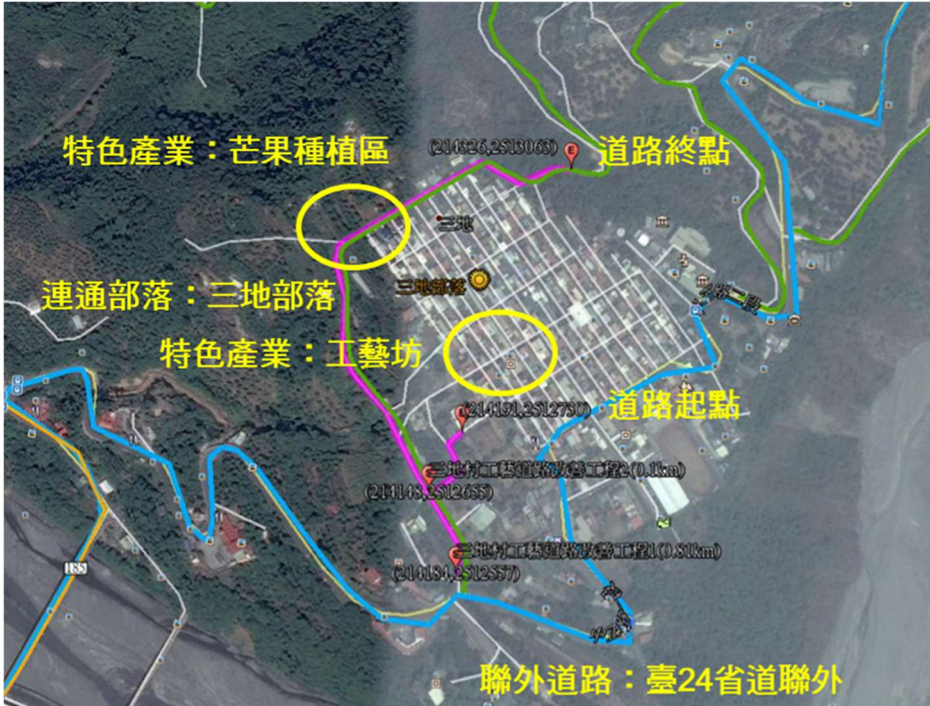 特色產業：芒果種植區
(214326,2513063)
道路終點
三地
連通部落：三地部落
三地部落
特色產業：工藝坊
(214191,2512730)
道路起點
三地村工藝道路改善工程2(0.1km)
(214148,2512655)
三地村工藝道路改善工程1(0.81km)
(214184,2512557)
185
聯外道路：臺24省道聯外